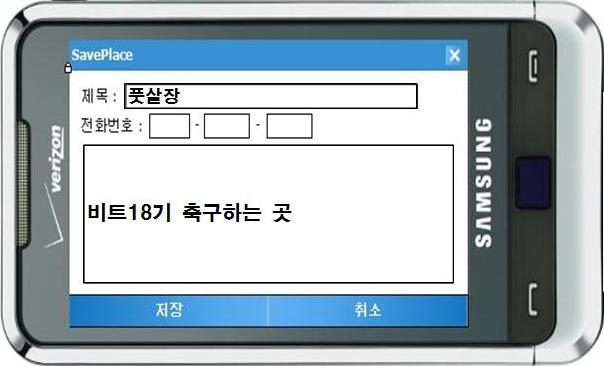 SavePlace
제목 : 풋살장
전화번호 : - -
비트18기 축구하는 곳
저장 취소
verizon
SAMSUNG